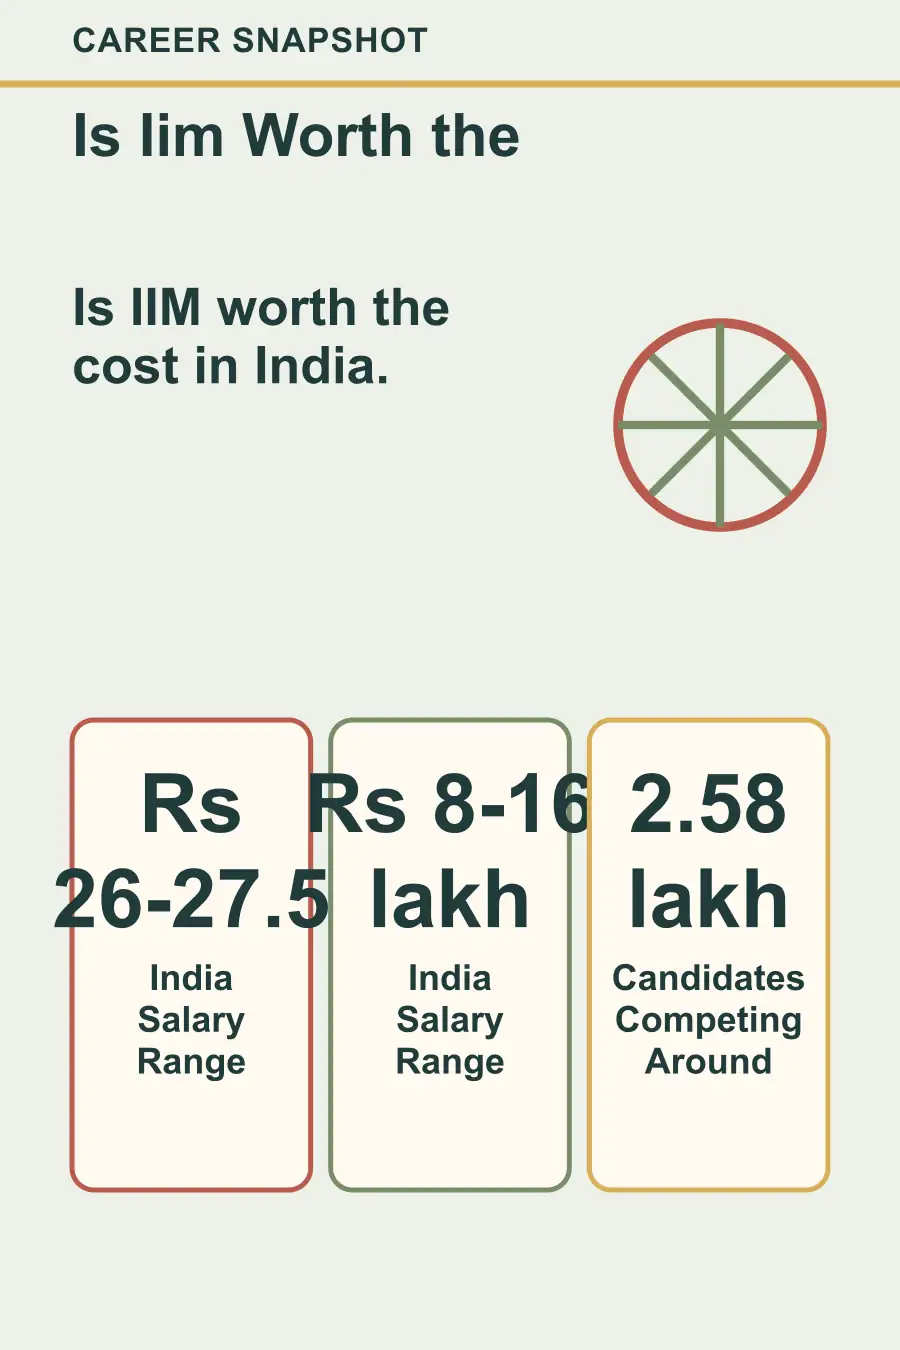 CAREER SNAPSHOT
Is Iim Worth the
Is IIM worth the
cost in India.
Rs
26-27.5
India
Salary
Range
Rs 8-16
lakh
India
Salary
Range
2.58
lakh
Candidates
Competing
Around